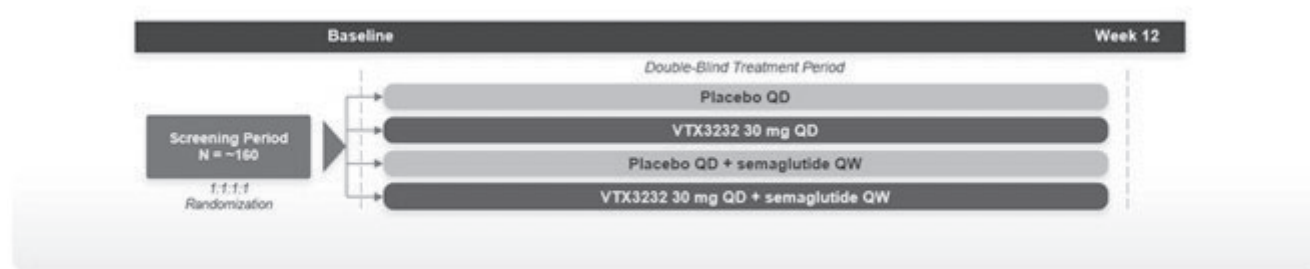 Baseline
Week 12
Double-Blind Treatment Period
Placebo QD
VTX3232 30 mg QD
Screening Period
N = ~160
Placebo QD + semaglutide QW
1:1:1:1
Randomization
VTX3232 30 mg QD + semaglutide QW